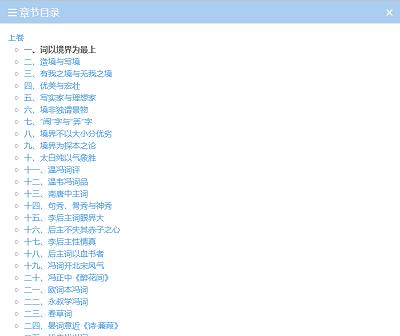 章节目录
上卷
一、词以境界为最上
二、造境与写境
三、有我之境与无我之境
四、优美与宏壮
五、写实家与理想家
六、境非独谓景物
七、“闹”字与“弄”字
八、境界不以大小分优劣
九、境界为探本之论
十、太白纯以气象胜
十一、温冯词评
十二、温韦冯词品
十三、南唐中主词
十四、句秀、骨秀与神秀
十五、李后主词眼界大
十六、后主不失其赤子之心
十七、李后主性情真
十八、后主词以血书者
十九、冯词开北宋风气
二十、冯正中《醉花间》
二一、欧词本冯词
二二、永叔学冯词
二三、春草词
二四、晏词意近《诗·蒹葭》